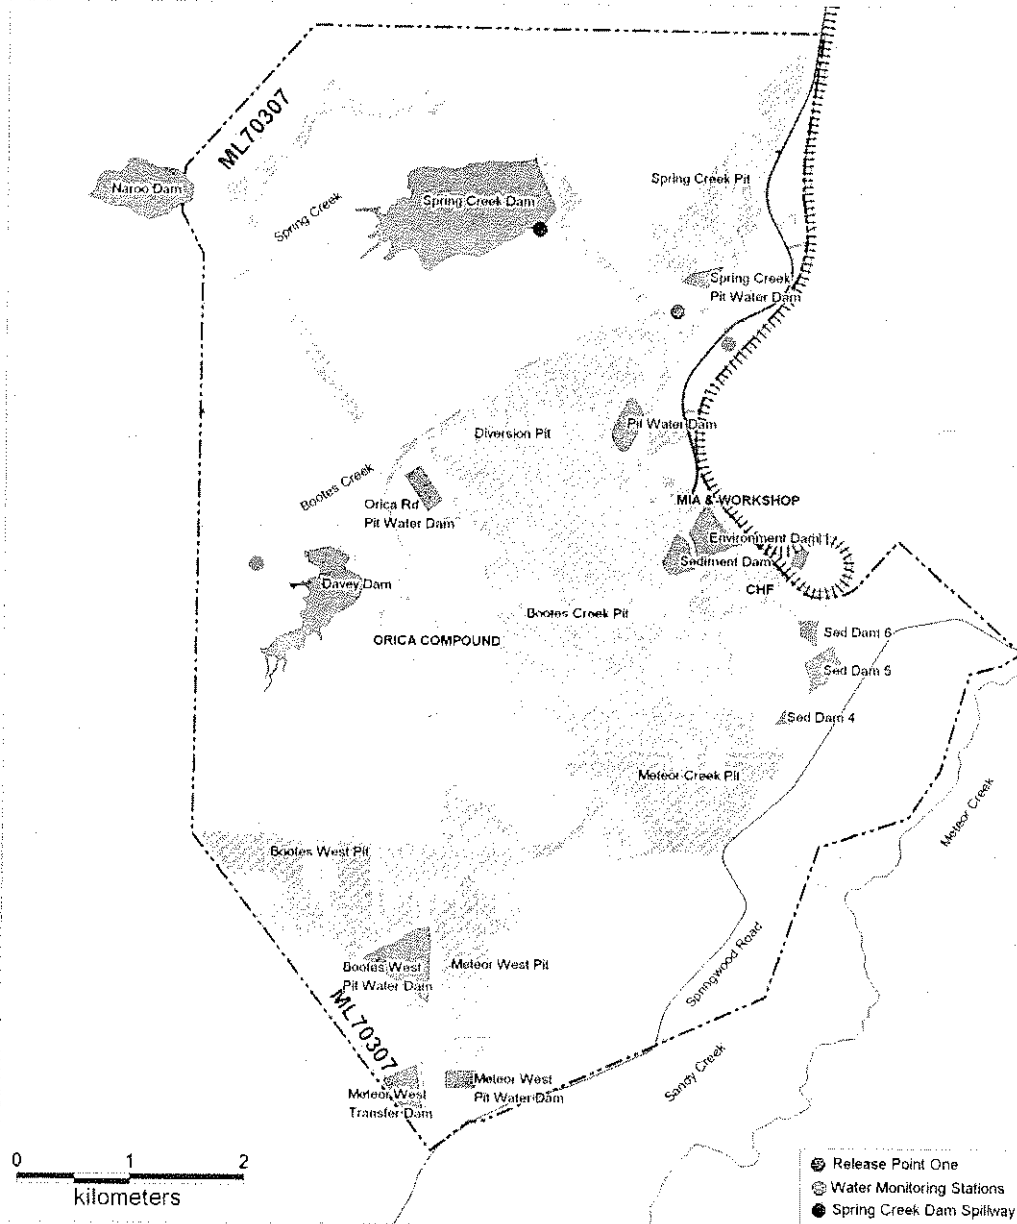 ML70307
Naroo Dam
Spring Creek
Spring Creek Dam
Spring Creek Pit
Spring Creek
Pit Water Dam
Diversion Pit
Pit Water Dam
Bootes Creek
Orica Rd
Pit Water Dam
MIA & WORKSHOP
Environment Dam 1
Sediment Dam
CHF
Davey Dam
Bootes Creek Pit
ORICA COMPOUND
Sed Dam 6
Sed Dam 5
Sed Dam 4
Meteor Creek Pit
Meteor Creek
Bootes West Pit
Springwood Road
Bootes West
Pit Water Dam
Meteor West Pit
ML70307
Sandy Creek
Meteor West
Transfer Dam
Meteor West
Pit Water Dam
0 1 2
kilometers
Release Point One
Water Monitoring Stations
Spring Creek Dam Spillway